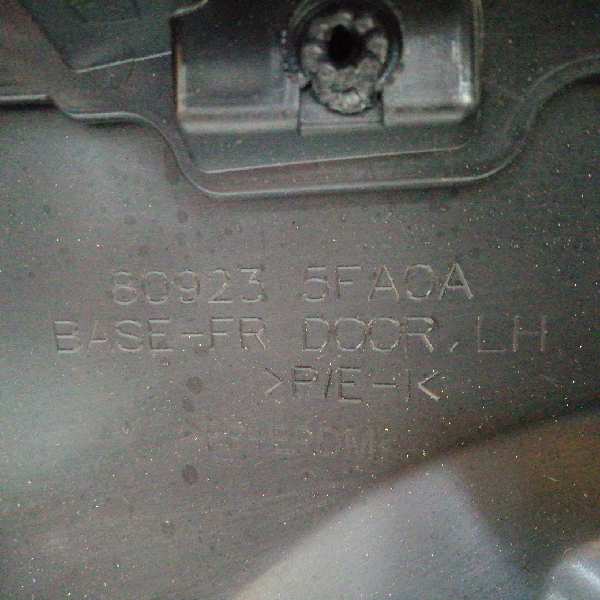 80923 5FA0A
BASE-FR DOOR, LH
>P/E-I<